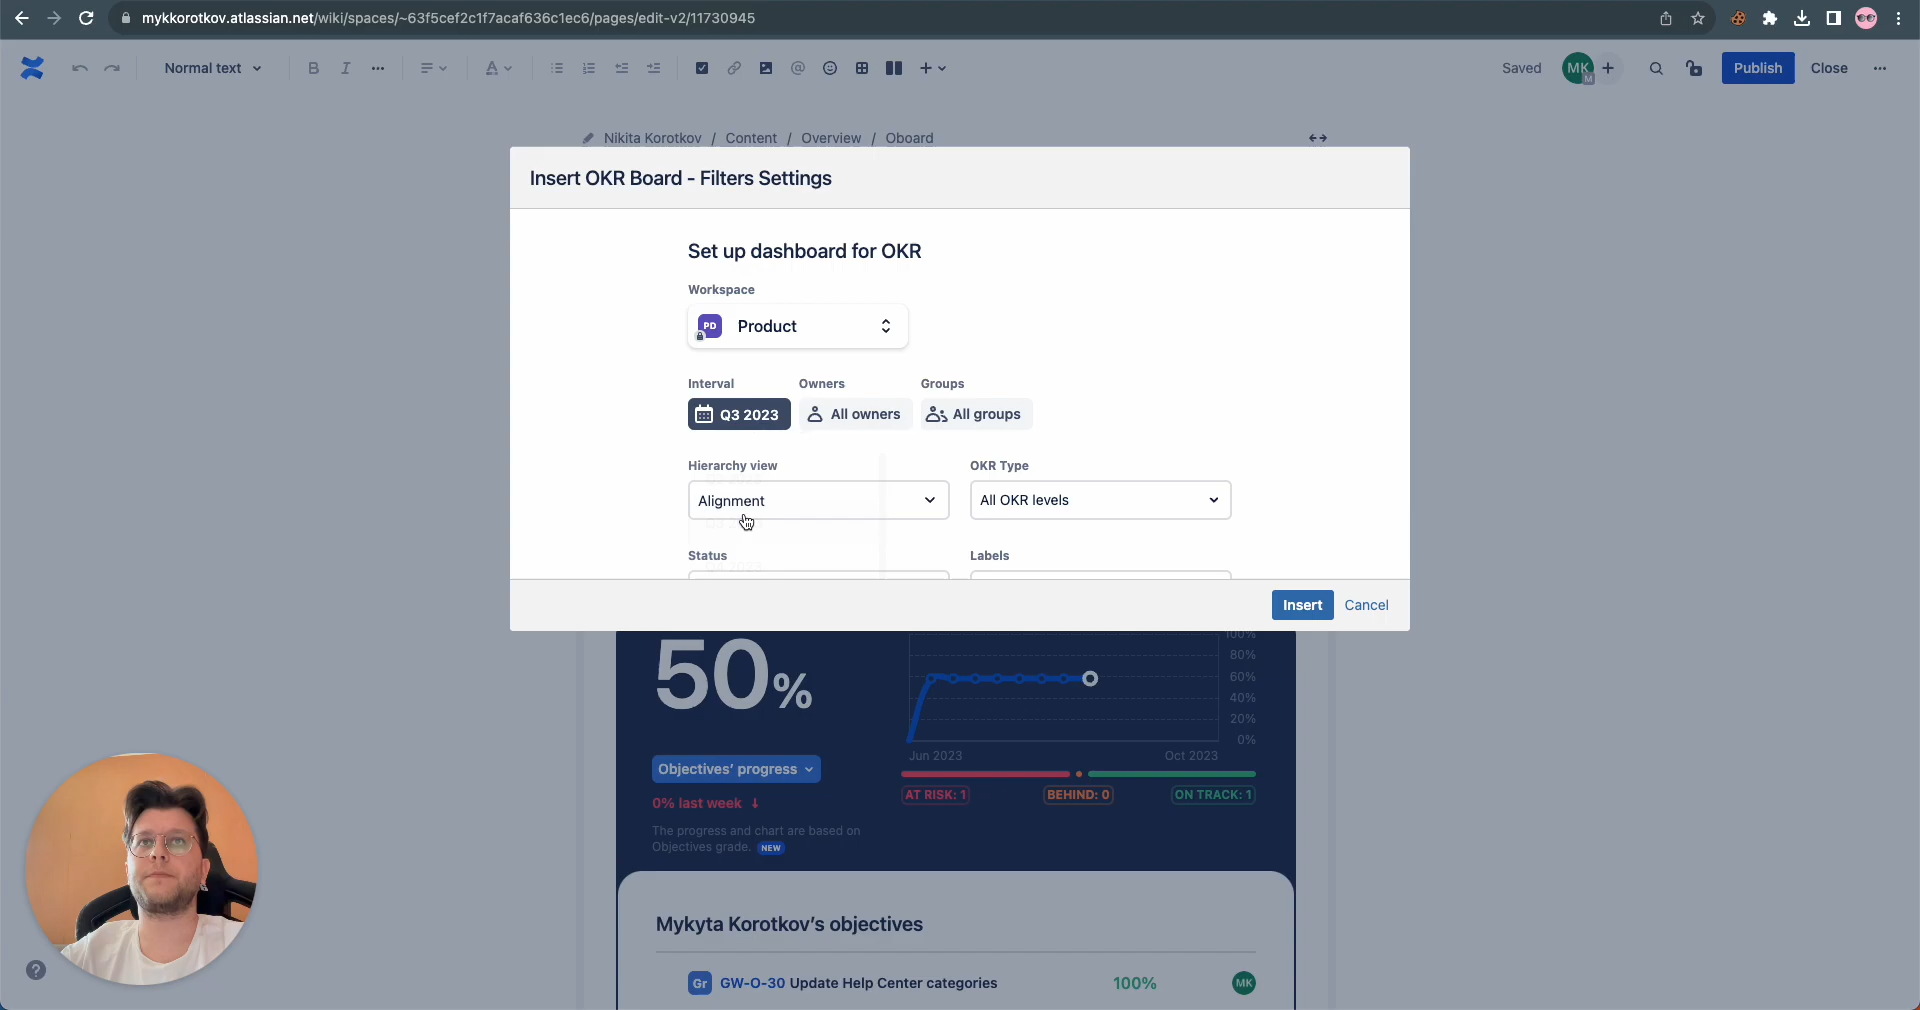 mykkorotkov.atlassian.net/wiki/spaces/~63f5cef2c1f7acaf636c1ec6/pages/edit-v2/11730945
Normal text
B
I
A
Saved
MK
M
Publish
Close
Nikita Korotkov / Content / Overview / Oboard
Insert OKR Board - Filters Settings
Set up dashboard for OKR
Workspace
PD
Product
Interval
Owners
Groups
Q3 2023
All owners
All groups
Hierarchy view
OKR Type
Alignment
All OKR levels
Status
Labels
Insert
Cancel
50%
100%
80%
60%
40%
20%
0%
Jun 2023
Oct 2023
Objectives' progress
AT RISK: 1
BEHIND: 0
ON TRACK: 1
0% last week ↓
The progress and chart are based on
Objectives grade. NEW
Mykyta Korotkov's objectives
Gr GW-O-30 Update Help Center categories
100%
MK
?